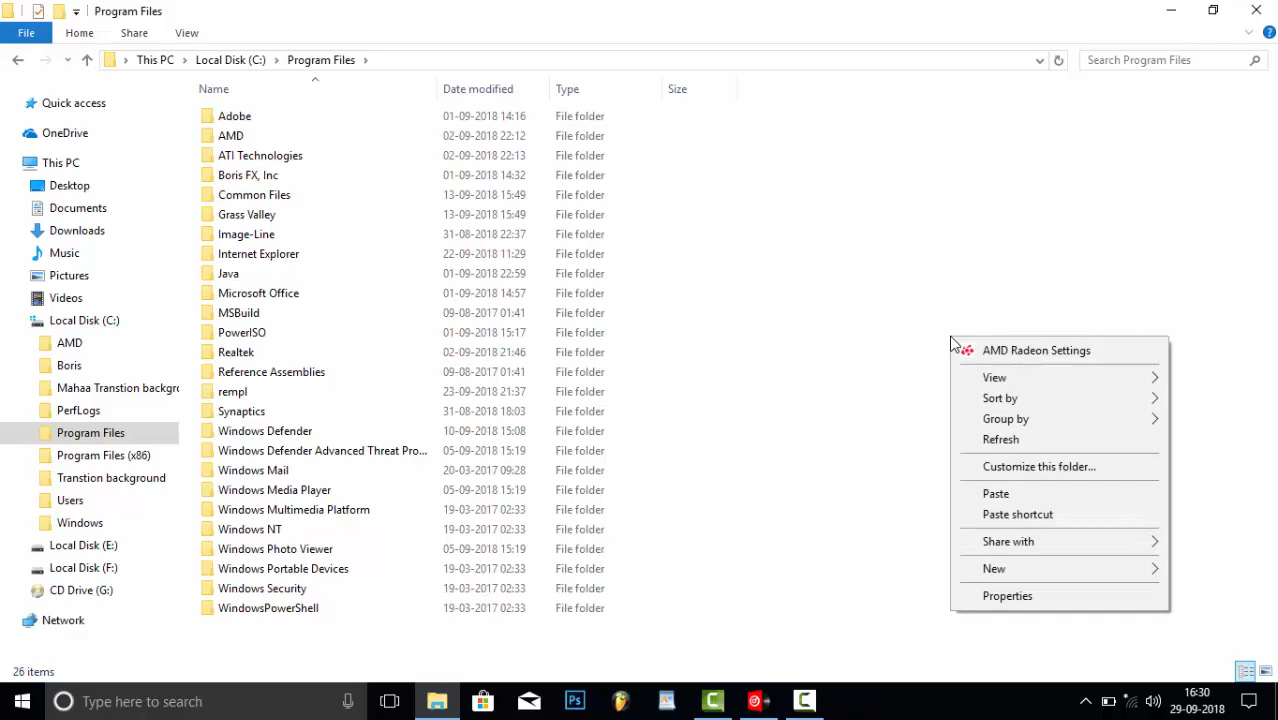 Program Files
File Home Share View
This PC Local Disk (C:) Program Files Search Program Files
Name Date modified Type Size
Quick access
OneDrive
This PC
Desktop
Documents
Downloads
Music
Pictures
Videos
Local Disk (C:)
AMD
Boris
Mahaa Transtion backgrc
PerfLogs
Program Files
Program Files (x86)
Transtion background
Users
Windows
Local Disk (E:)
Local Disk (F:)
CD Drive (G:)
Network
Adobe 01-09-2018 14:16 File folder
AMD 02-09-2018 22:12 File folder
ATI Technologies 02-09-2018 22:13 File folder
Boris FX, Inc 01-09-2018 14:32 File folder
Common Files 13-09-2018 15:49 File folder
Grass Valley 13-09-2018 15:49 File folder
Image-Line 31-08-2018 22:37 File folder
Internet Explorer 22-09-2018 11:29 File folder
Java 01-09-2018 22:59 File folder
Microsoft Office 01-09-2018 14:57 File folder
MSBuild 09-08-2017 01:41 File folder
PowerISO 01-09-2018 15:17 File folder
Realtek 02-09-2018 21:46 File folder
Reference Assemblies 09-08-2017 01:41 File folder
rempl 23-09-2018 21:37 File folder
Synaptics 31-08-2018 18:03 File folder
Windows Defender 10-09-2018 15:08 File folder
Windows Defender Advanced Threat Pro... 05-09-2018 15:19 File folder
Windows Mail 20-03-2017 09:28 File folder
Windows Media Player 05-09-2018 15:19 File folder
Windows Multimedia Platform 19-03-2017 02:33 File folder
Windows NT 19-03-2017 02:33 File folder
Windows Photo Viewer 05-09-2018 15:19 File folder
Windows Portable Devices 19-03-2017 02:33 File folder
Windows Security 19-03-2017 02:33 File folder
WindowsPowerShell 19-03-2017 02:33 File folder
AMD Radeon Settings
View
Sort by
Group by
Refresh
Customize this folder...
Paste
Paste shortcut
Share with
New
Properties
26 items
Type here to search
Ps
16:30
29-09-2018